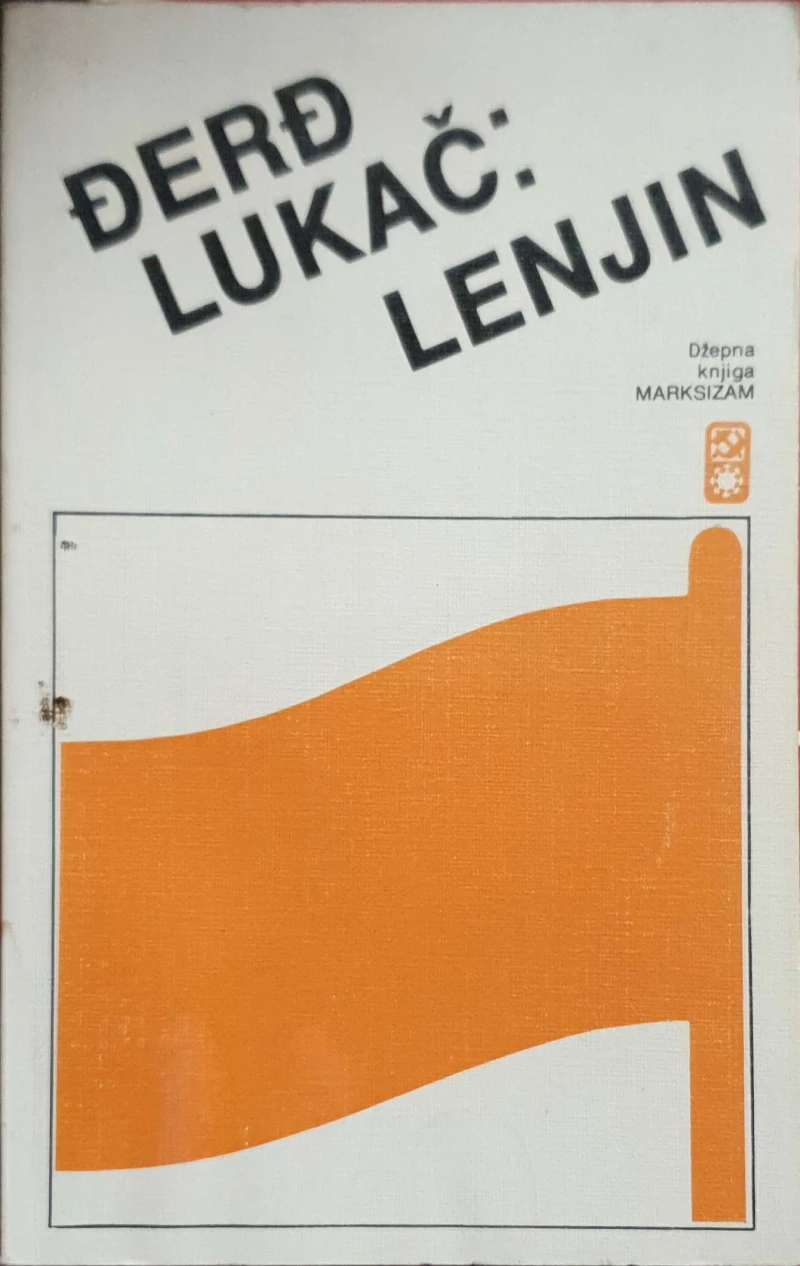 ĐERĐ
LUKAČ:
LENJIN
Džepna
knjiga
MARKSIZAM